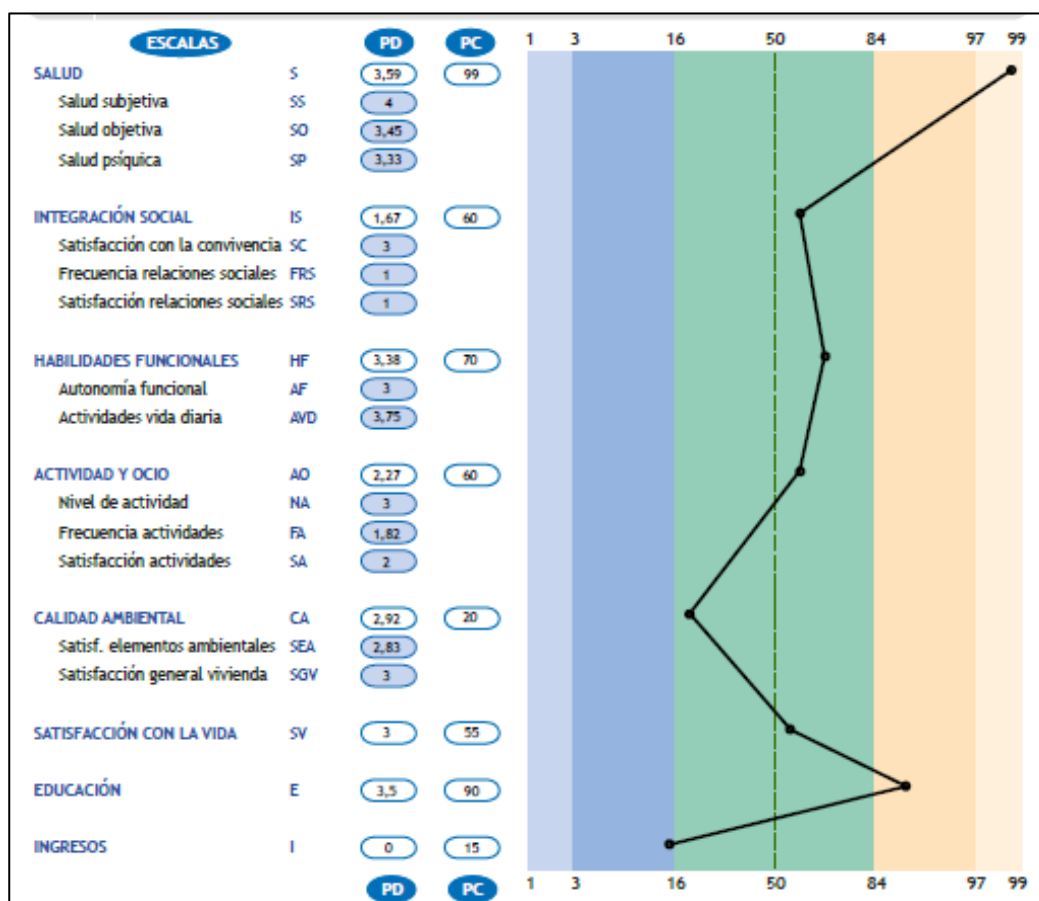 ESCALAS PD PC 1 3 16 50 84 97 99
SALUD S 3,59 99
Salud subjetiva SS 4
Salud objetiva SO 3,45
Salud psíquica SP 3,33
INTEGRACIÓN SOCIAL IS 1,67 60
Satisfacción con la convivencia SC 3
Frecuencia relaciones sociales FRS 1
Satisfacción relaciones sociales SRS 1
HABILIDADES FUNCIONALES HF 3,38 70
Autonomía funcional AF 3
Actividades vida diaria AVD 3,75
ACTIVIDAD Y OCIO AO 2,27 60
Nivel de actividad NA 3
Frecuencia actividades FA 1,82
Satisfacción actividades SA 2
CALIDAD AMBIENTAL CA 2,92 20
Satisf. elementos ambientales SEA 2,83
Satisfacción general vivienda SGV 3
SATISFACCIÓN CON LA VIDA SV 3 55
EDUCACIÓN E 3,5 90
INGRESOS I 0 15
PD PC 1 3 16 50 84 97 99